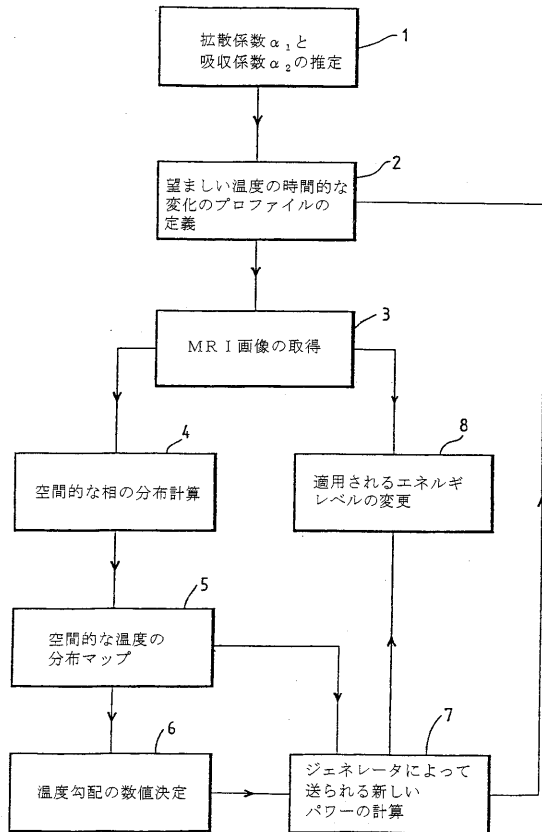 1
拡散係数α₁と
吸収係数α₂の推定
2
望ましい温度の時間的な
変化のプロファイルの
定義
3
MRI画像の取得
4
空間的な相の分布計算
8
適用されるエネルギ
レベルの変更
5
空間的な温度の
分布マップ
6
温度勾配の数値決定
7
ジェネレータによって
送られる新しい
パワーの計算